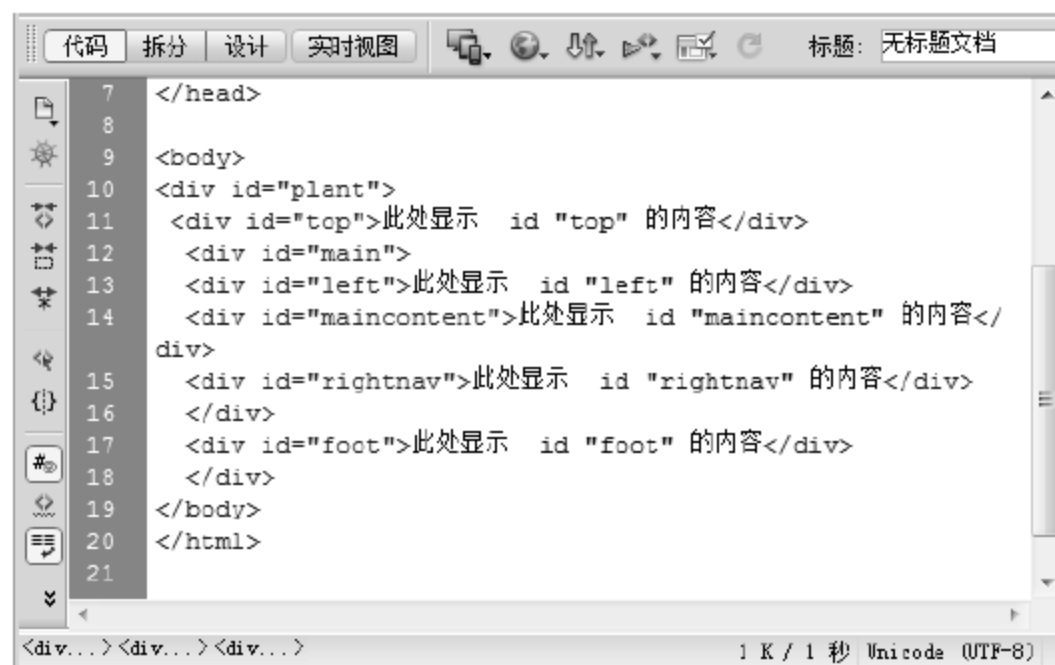 代码 拆分 设计 实时视图 标题: 无标题文档
7 </head>
8
9 <body>
10 <div id="plant">
11 <div id="top">此处显示 id "top" 的内容</div>
12 <div id="main">
13 <div id="left">此处显示 id "left" 的内容</div>
14 <div id="maincontent">此处显示 id "maincontent" 的内容</
div>
15 <div id="rightnav">此处显示 id "rightnav" 的内容</div>
16 </div>
17 <div id="foot">此处显示 id "foot" 的内容</div>
18 </div>
19 </body>
20 </html>
21
<div...><div...><div...> 1 K / 1 秒 Unicode (UTF-8)